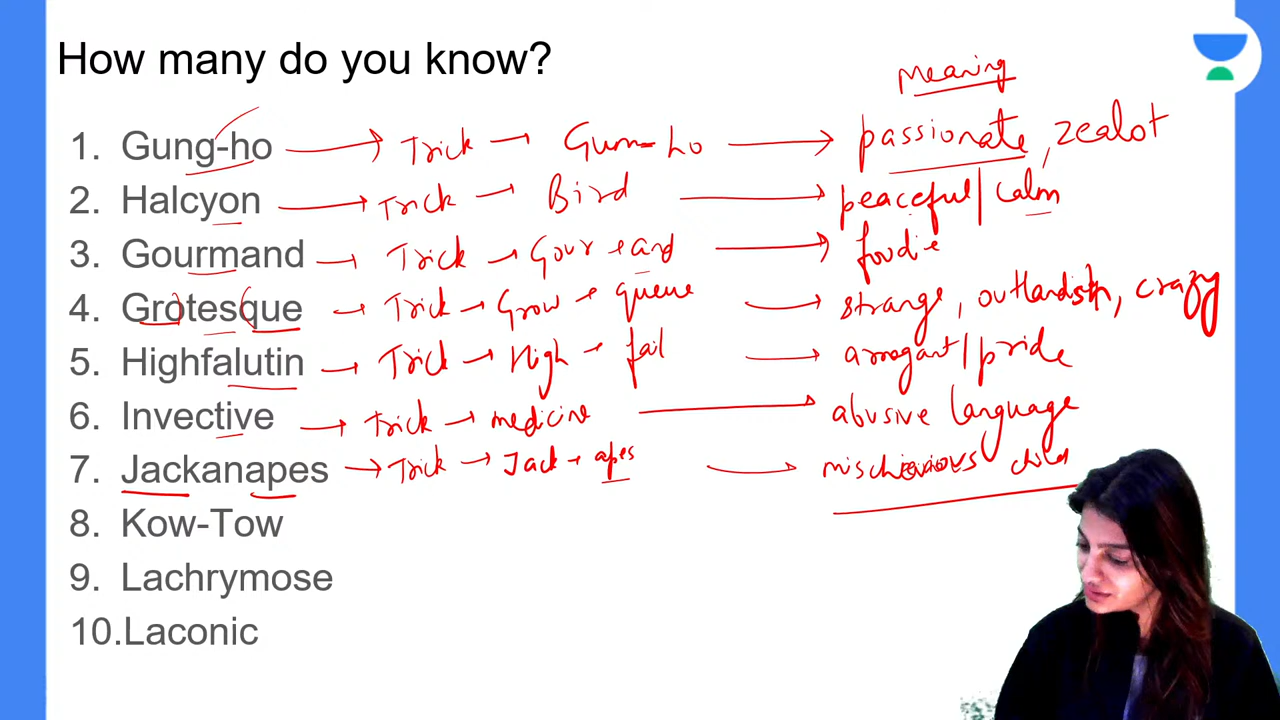 How many do you know?
Meaning
1. Gung-ho → Trick → Gum-ho → passionate, zealot
2. Halcyon → Trick → Bird → peaceful/calm
3. Gourmand → Trick → Gour + and → foodie
4. Grotesque → Trick → Grow + queue → strange, outlandish, crazy
5. Highfalutin → Trick → High - fail → arrogant/pride
6. Invective → Trick → medicine → abusive language
7. Jackanapes → Trick → Jack + apes → mischievous child
8. Kow-Tow
9. Lachrymose
10. Laconic